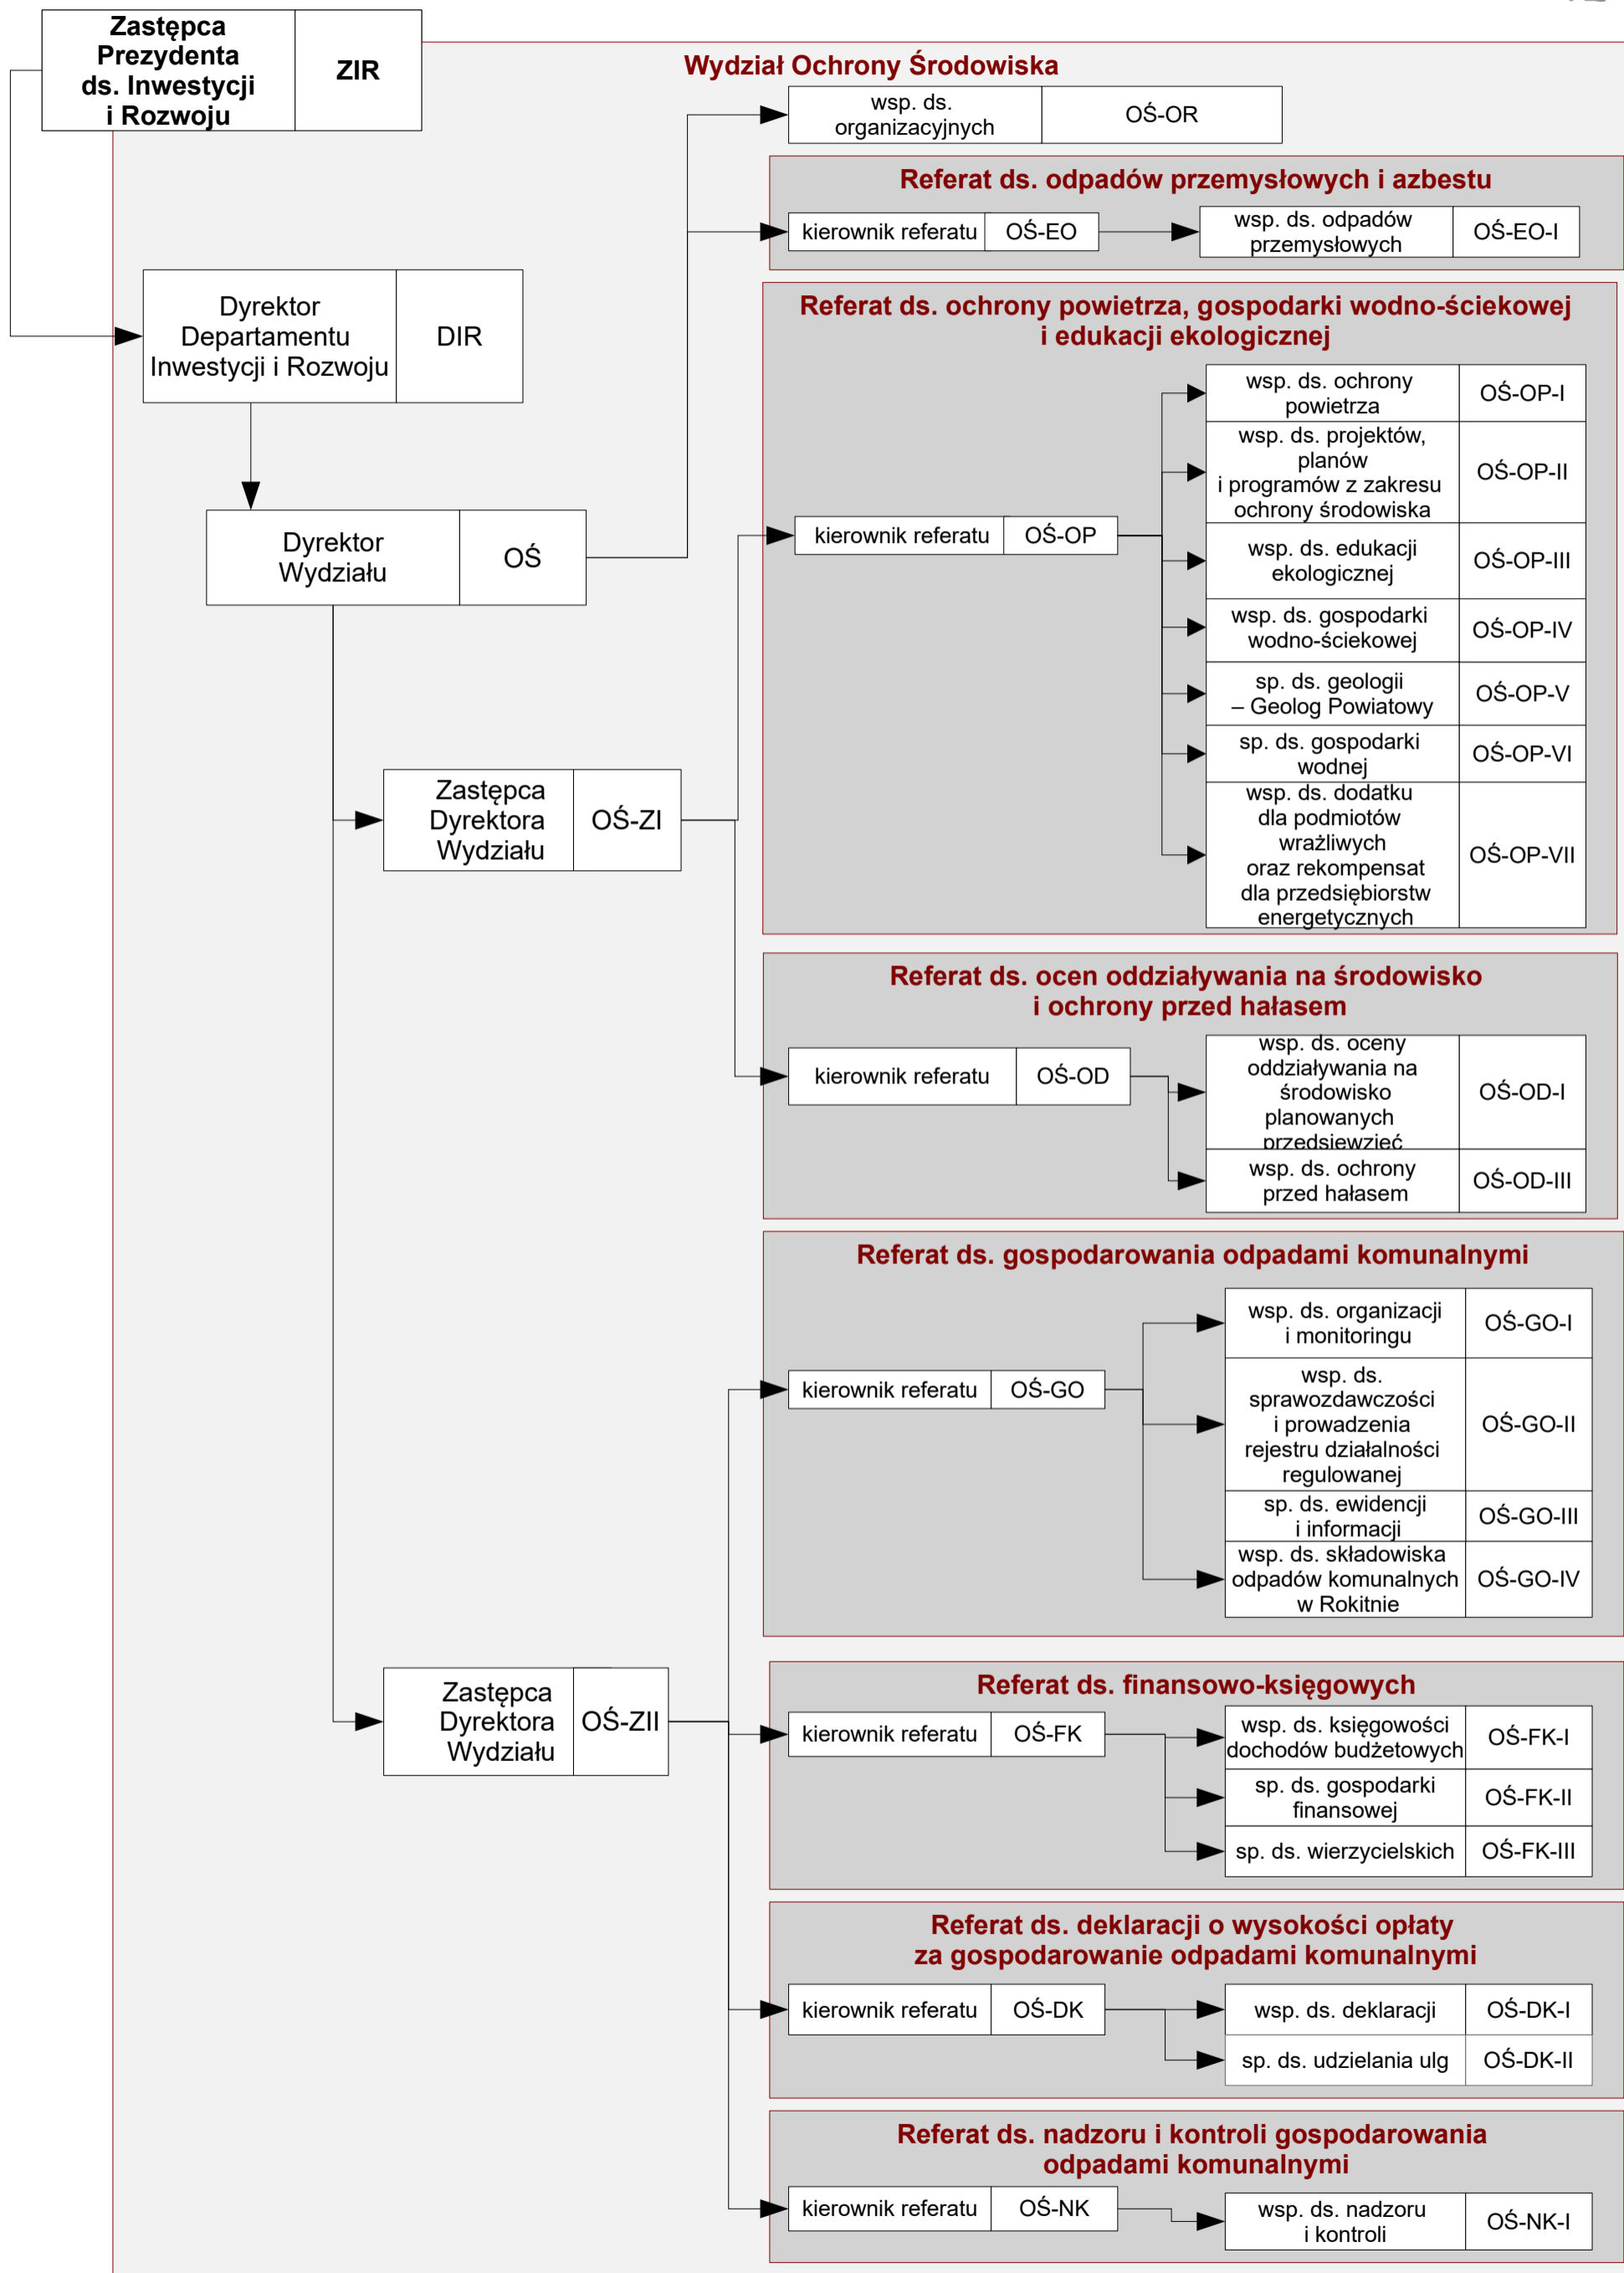 Zastępca
Prezydenta
ds. Inwestycji
i Rozwoju
ZIR
Wydział Ochrony Środowiska
wsp. ds.
organizacyjnych
OŚ-OR
Referat ds. odpadów przemysłowych i azbestu
kierownik referatu
OŚ-EO
wsp. ds. odpadów
przemysłowych
OŚ-EO-I
Dyrektor
Departamentu
Inwestycji i Rozwoju
DIR
Referat ds. ochrony powietrza, gospodarki wodno-ściekowej
i edukacji ekologicznej
wsp. ds. ochrony
powietrza
OŚ-OP-I
wsp. ds. projektów,
planów
i programów z zakresu
ochrony środowiska
OŚ-OP-II
Dyrektor
Wydziału
OŚ
kierownik referatu
OŚ-OP
wsp. ds. edukacji
ekologicznej
OŚ-OP-III
wsp. ds. gospodarki
wodno-ściekowej
OŚ-OP-IV
sp. ds. geologii
– Geolog Powiatowy
OŚ-OP-V
sp. ds. gospodarki
wodnej
OŚ-OP-VI
Zastępca
Dyrektora
Wydziału
OŚ-ZI
wsp. ds. dodatku
dla podmiotów
wrażliwych
oraz rekompensat
dla przedsiębiorstw
energetycznych
OŚ-OP-VII
Referat ds. ocen oddziaływania na środowisko
i ochrony przed hałasem
kierownik referatu
OŚ-OD
wsp. ds. oceny
oddziaływania na
środowisko
planowanych
przedsięwzięć
OŚ-OD-I
wsp. ds. ochrony
przed hałasem
OŚ-OD-III
Referat ds. gospodarowania odpadami komunalnymi
wsp. ds. organizacji
i monitoringu
OŚ-GO-I
kierownik referatu
OŚ-GO
wsp. ds.
sprawozdawczości
i prowadzenia
rejestru działalności
regulowanej
OŚ-GO-II
sp. ds. ewidencji
i informacji
OŚ-GO-III
wsp. ds. składowiska
odpadów komunalnych
w Rokitnie
OŚ-GO-IV
Zastępca
Dyrektora
Wydziału
OŚ-ZII
Referat ds. finansowo-księgowych
kierownik referatu
OŚ-FK
wsp. ds. księgowości
dochodów budżetowych
OŚ-FK-I
sp. ds. gospodarki
finansowej
OŚ-FK-II
sp. ds. wierzycielskich
OŚ-FK-III
Referat ds. deklaracji o wysokości opłaty
za gospodarowanie odpadami komunalnymi
kierownik referatu
OŚ-DK
wsp. ds. deklaracji
OŚ-DK-I
sp. ds. udzielania ulg
OŚ-DK-II
Referat ds. nadzoru i kontroli gospodarowania
odpadami komunalnymi
kierownik referatu
OŚ-NK
wsp. ds. nadzoru
i kontroli
OŚ-NK-I